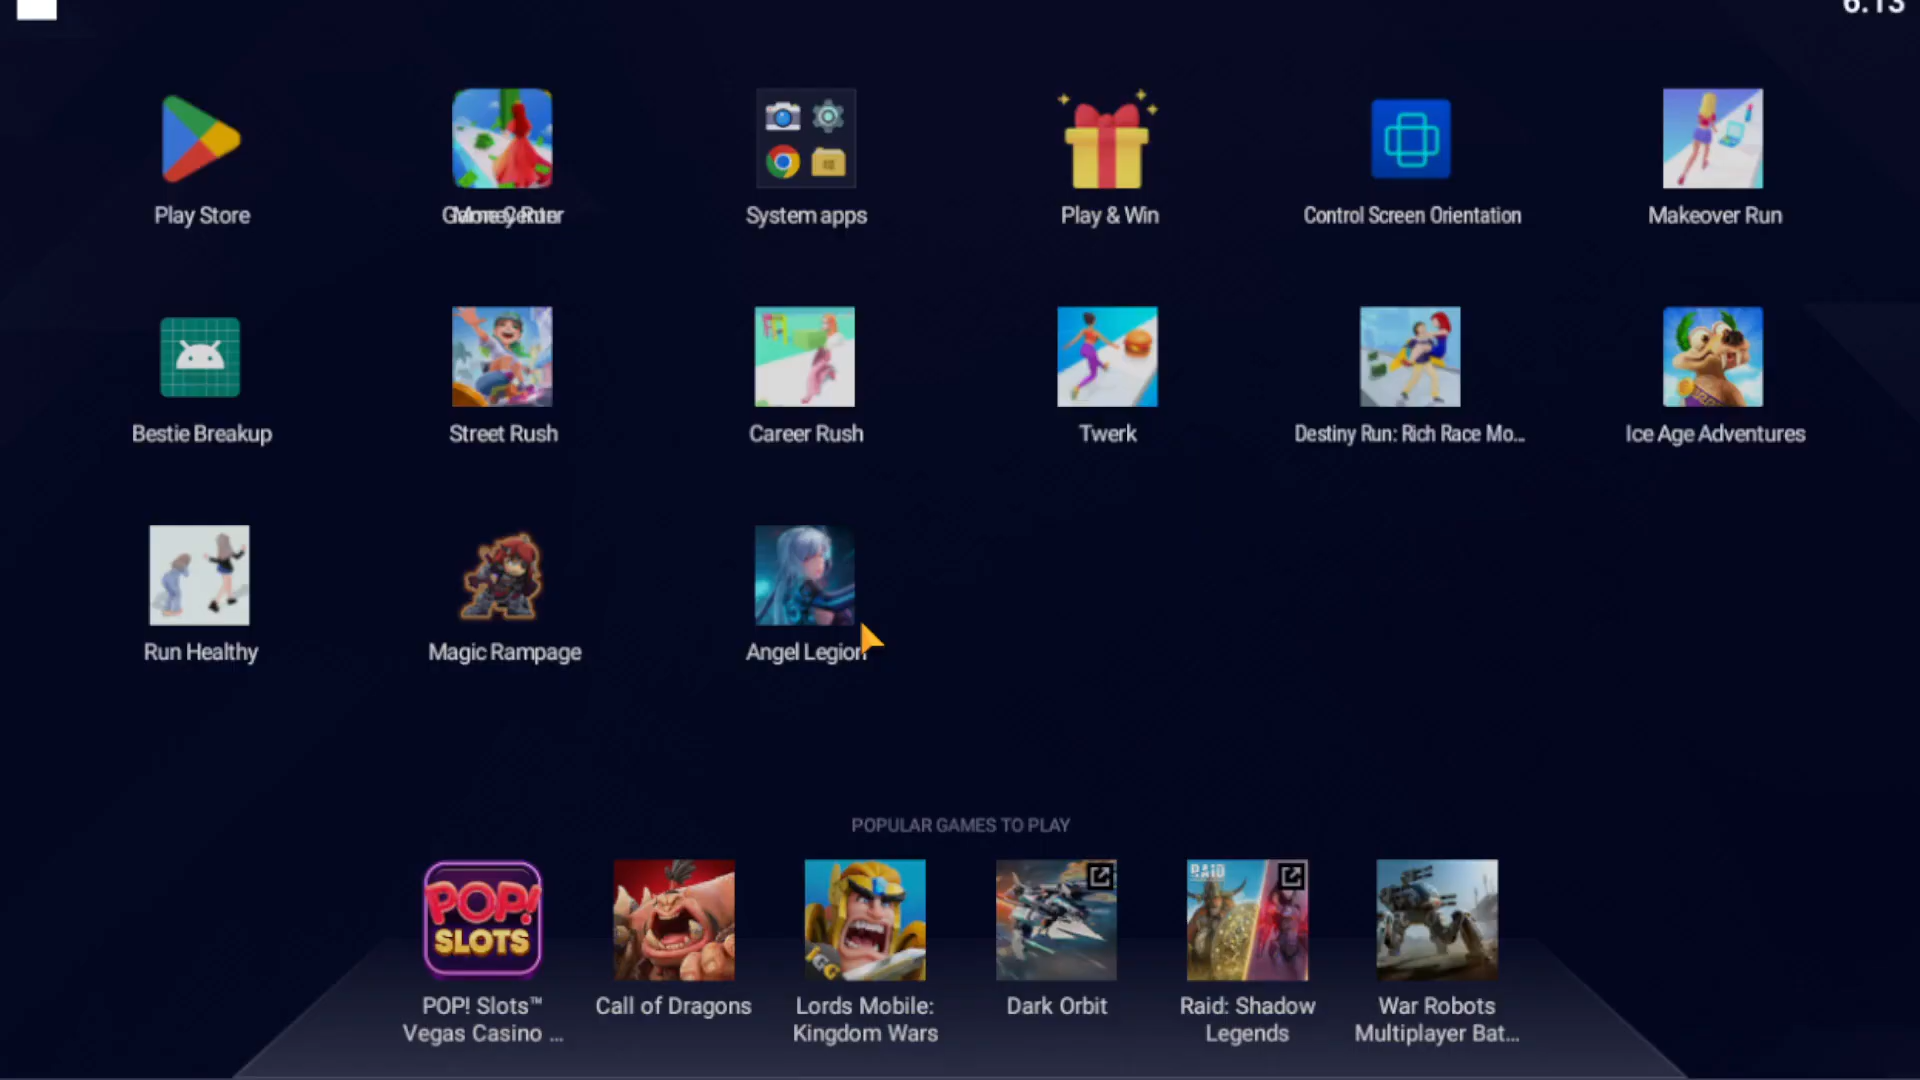 6:13
Play Store
System apps
Play & Win
Control Screen Orientation
Makeover Run
Bestie Breakup
Street Rush
Career Rush
Twerk
Destiny Run: Rich Race Mo...
Ice Age Adventures
Run Healthy
Magic Rampage
Angel Legion
POPULAR GAMES TO PLAY
POP!
SLOTS
IGG
RAID
POP! Slots™
Vegas Casino ...
Call of Dragons
Lords Mobile:
Kingdom Wars
Dark Orbit
Raid: Shadow
Legends
War Robots
Multiplayer Bat...